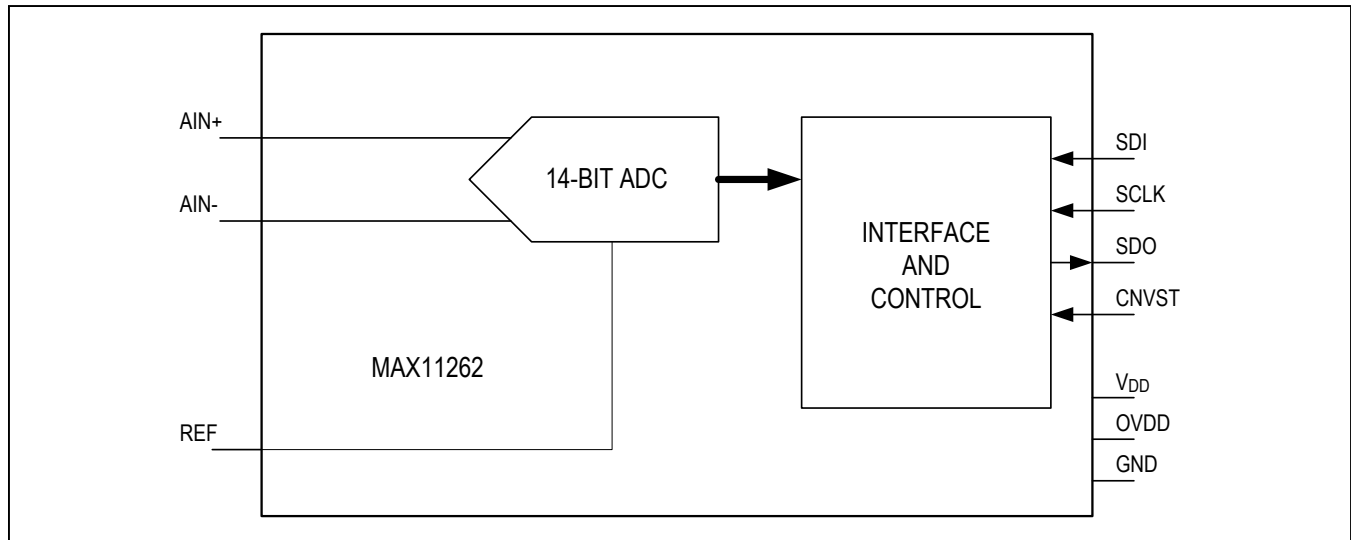 AIN+
AIN-
REF
14-BIT ADC
MAX11262
INTERFACE
AND
CONTROL
SDI
SCLK
SDO
CNVST
VDD
OVDD
GND